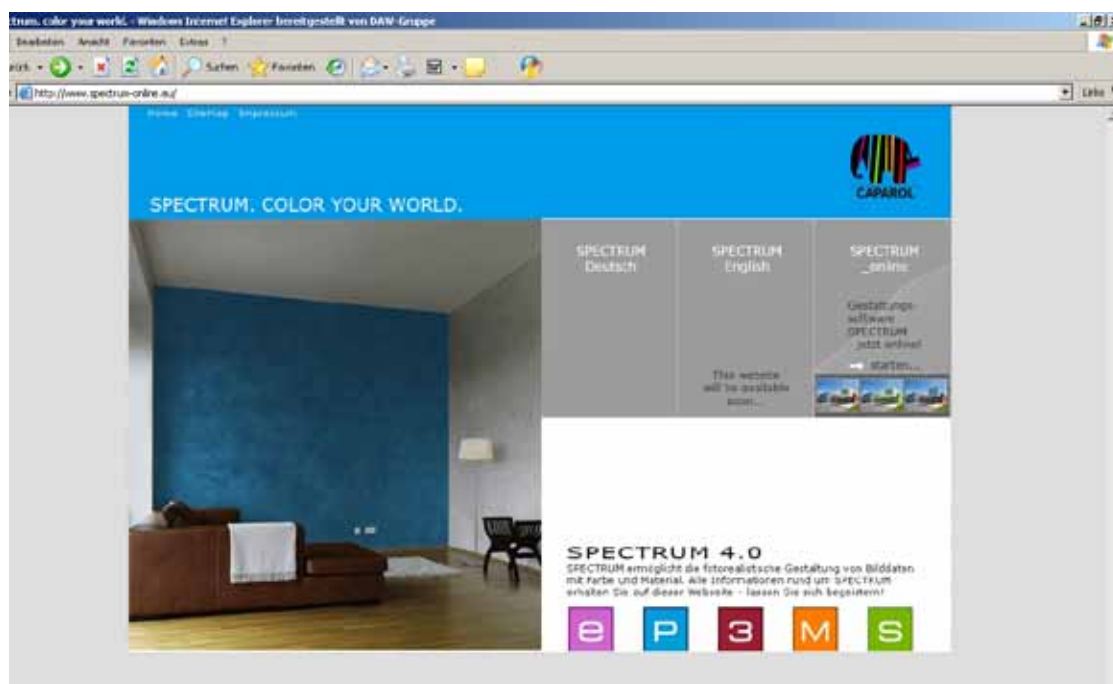 ctrum. color your world. - Windows Internet Explorer bereitgestellt von DAW-Gruppe
Bearbeiten Ansicht Favoriten Extras ?
Suchen Favoriten
http://www.spectrum-online.eu/
Links
Home Sitemap Impressum
CAPAROL
SPECTRUM. COLOR YOUR WORLD.
SPECTRUM
Deutsch
SPECTRUM
English
This website
will be available
soon...
SPECTRUM
_online
Gestaltungs-
software
SPECTRUM
jetzt online!
starten...
SPECTRUM 4.0
SPECTRUM ermöglicht die fotorealistische Gestaltung von Bilddaten
mit Farbe und Material. Alle Informationen rund um SPECTRUM
erhalten Sie auf dieser Webseite - lassen Sie sich begeistern!
e P 3 M S